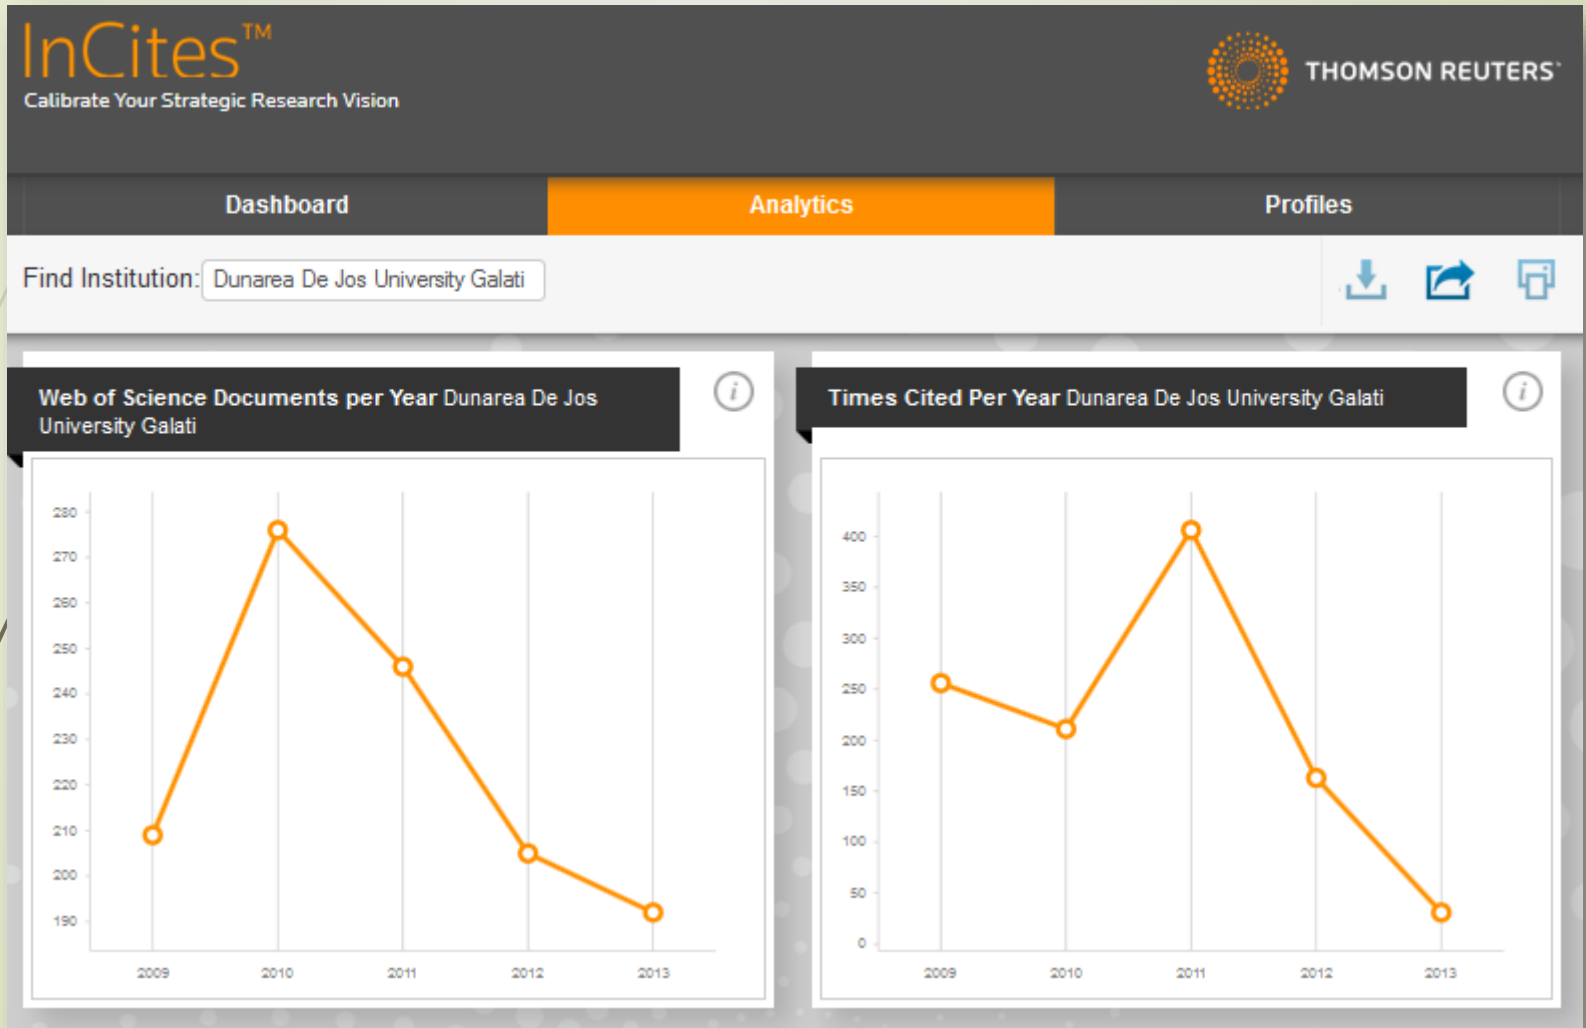 InCites™
Calibrate Your Strategic Research Vision
THOMSON REUTERS™
Dashboard
Analytics
Profiles
Find Institution: Dunarea De Jos University Galati
Web of Science Documents per Year Dunarea De Jos
University Galati
280
270
260
250
240
230
220
210
200
190
2009 2010 2011 2012 2013
Times Cited Per Year Dunarea De Jos University Galati
400
350
300
250
200
150
100
50
0
2009 2010 2011 2012 2013